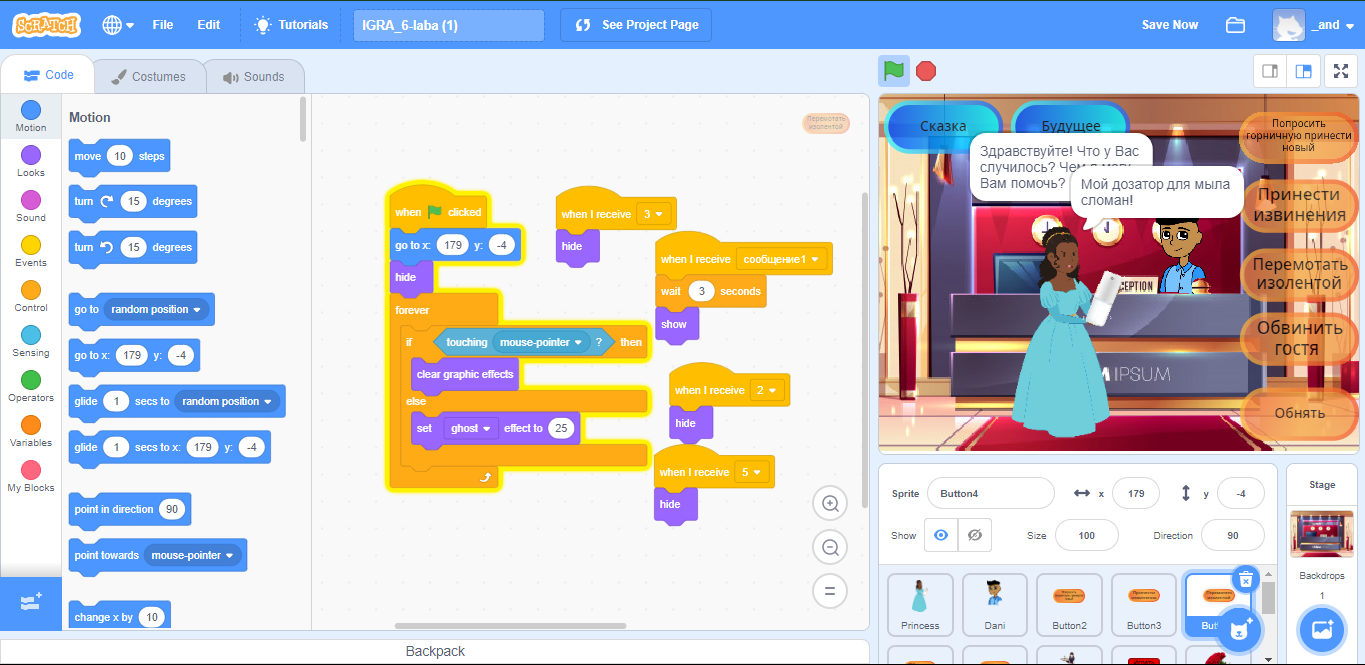 SCRATCH
File
Edit
Tutorials
IGRA_6-laba (1)
See Project Page
Save Now
_and
Code
Costumes
Sounds
Motion
Looks
Sound
Events
Control
Sensing
Operators
Variables
My Blocks
Motion
move 10 steps
turn 15 degrees
turn 15 degrees
go to random position
go to x: 179 y: -4
glide 1 secs to random position
glide 1 secs to x: 179 y: -4
point in direction 90
point towards mouse-pointer
change x by 10
Перемотать
изолентой
when clicked
go to x: 179 y: -4
hide
forever
if touching mouse-pointer ? then
clear graphic effects
else
set ghost effect to 25
when I receive 3
hide
when I receive сообщение1
wait 3 seconds
show
when I receive 2
hide
when I receive 5
hide
Backpack
Сказка
Будущее
Здравствуйте! Что у Вас
случилось?
Вам помочь?
Мой дозатор для мыла
сломан!
Попросить
горничную принести
новый
Принести
извинения
Перемотать
изолентой
Обвинить
гостя
Обнять
CEPTION
M IPSUM
Sprite
Button4
x
179
y
-4
Show
Size
100
Direction
90
Princess
Dani
Button2
Button3
Stage
Backdrops
1